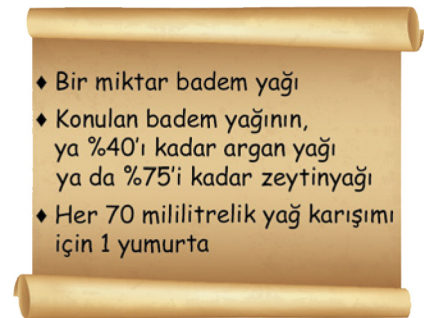 ♦ Bir miktar badem yağı
♦ Konulan badem yağının,
ya %40'ı kadar argan yağı
ya da %75'i kadar zeytinyağı
♦ Her 70 mililitrelik yağ karışımı
için 1 yumurta